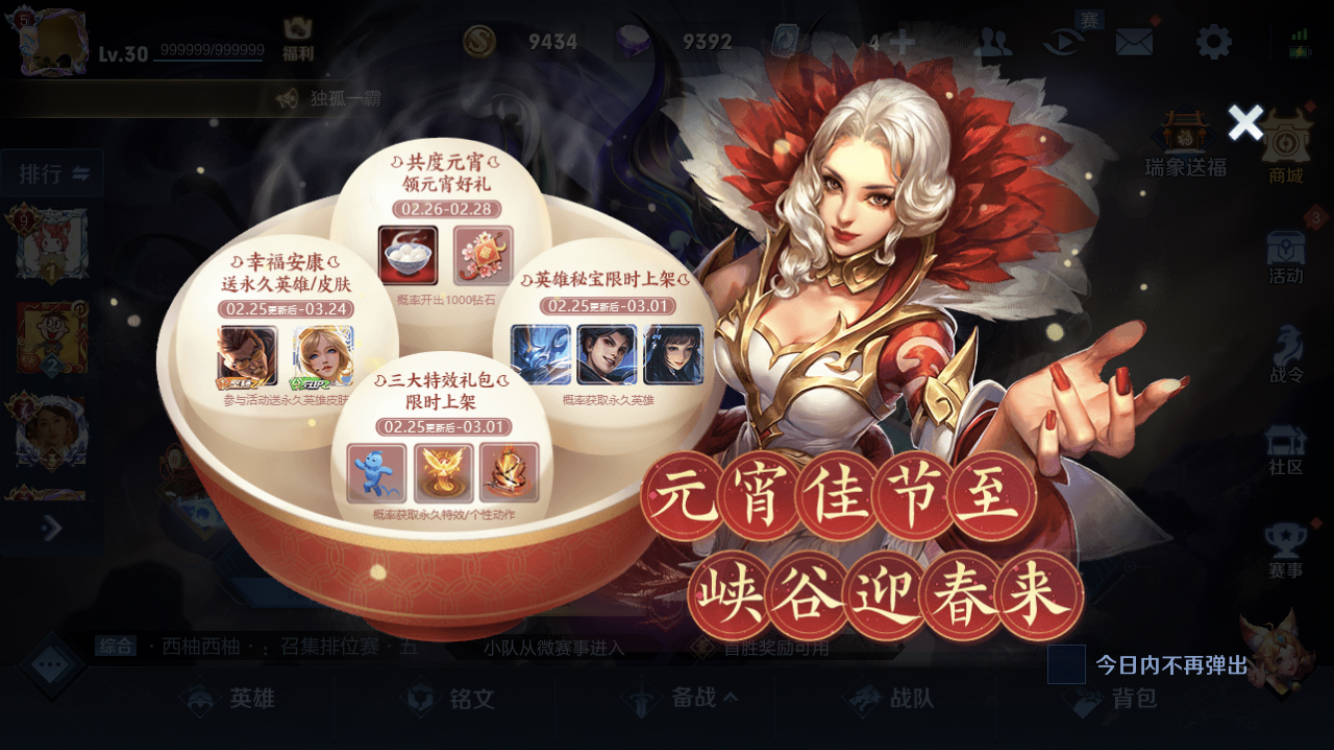 5
Lv.30
999999/999999
福利
9434
9392
4
赛
独孤一霸
排行
9
1
2
7
瑞象送福
商城
3
活动
战令
社区
赛事
共度元宵
领元宵好礼
02.26-02.28
概率开出1000钻石
幸福安康
送永久英雄/皮肤
02.25更新后-03.24
参与活动送永久英雄皮肤
英雄秘宝限时上架
02.25更新后-03.01
概率获取永久英雄
三大特效礼包
限时上架
02.25更新后-03.01
概率获取永久特效/个性动作
元宵佳节至
峡谷迎春来
综合 ·西柚西柚·：召集排位赛·五
小队从微赛事进入
首胜奖励可用
今日内不再弹出
英雄
铭文
备战
战队
背包